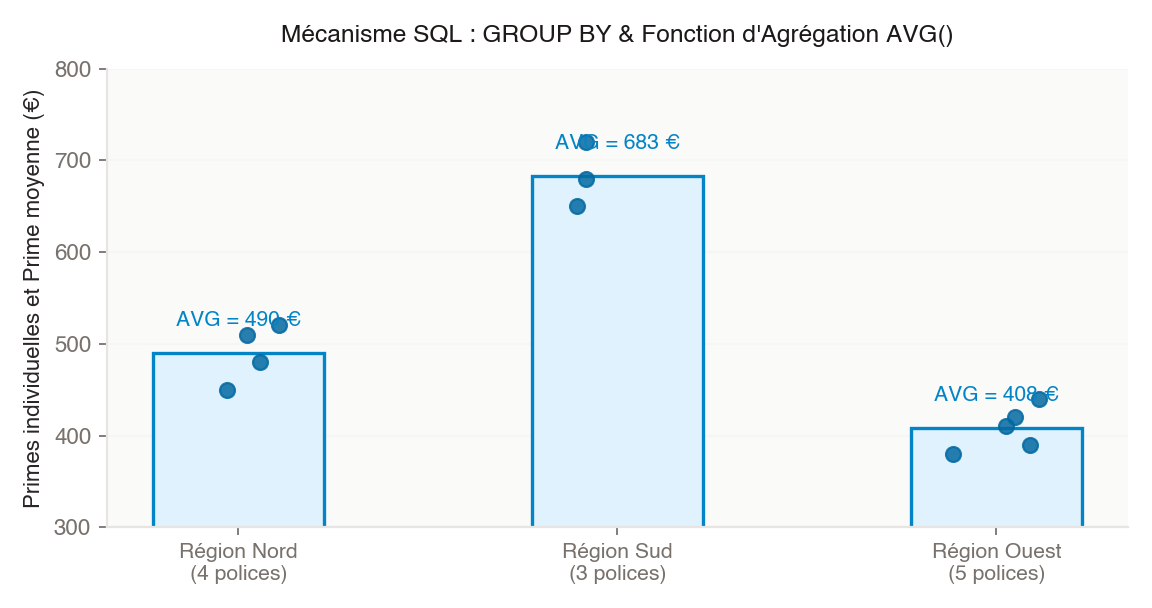 Mécanisme SQL : GROUP BY & Fonction d'Agrégation AVG()
Primes individuelles et Prime moyenne (€)
800
700
600
500
400
300
AVG = 490 €
AVG = 683 €
AVG = 408 €
Région Nord
(4 polices)
Région Sud
(3 polices)
Région Ouest
(5 polices)